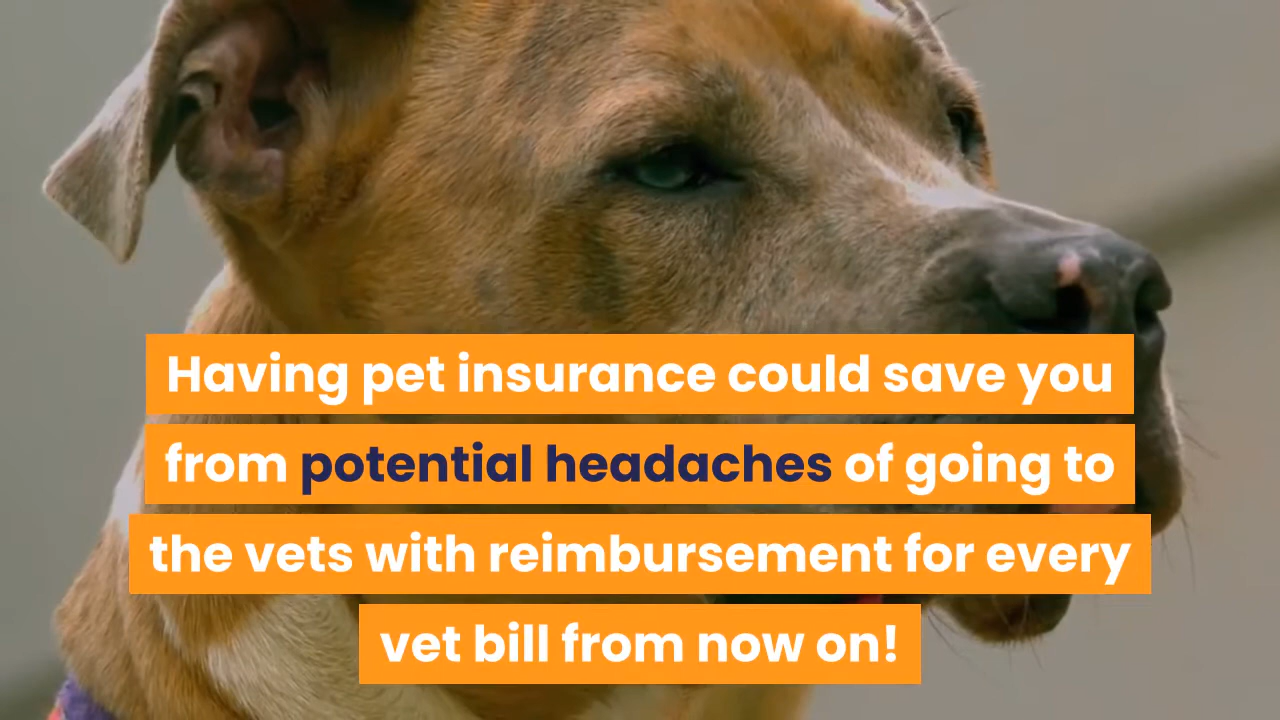 Having pet insurance could save you
from potential headaches of going to
the vets with reimbursement for every
vet bill from now on!